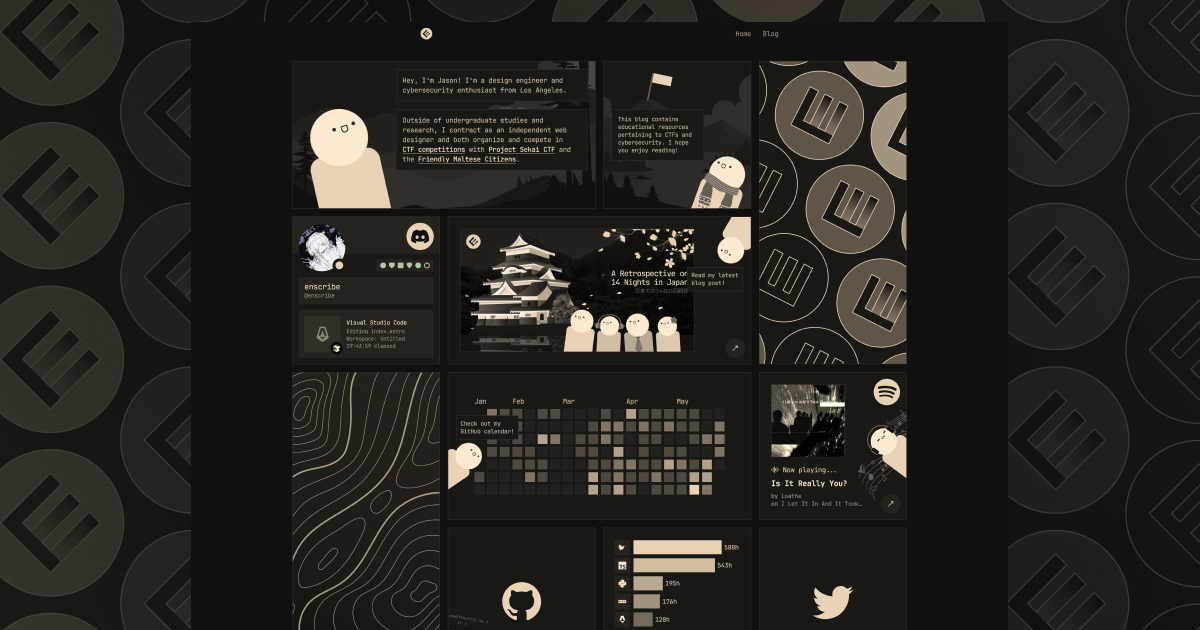 Home Blog
Hey, I'm Jason! I'm a design engineer and
cybersecurity enthusiast from Los Angeles.
Outside of undergraduate studies and
research, I contract as an independent web
designer and both organize and compete in
CTF competitions with Project Sekai CTF and
the Friendly Maltese Citizens.
This blog contains
educational resources
pertaining to CTFs and
cybersecurity. I hope
you enjoy reading!
enscribe
@enscribe
Visual Studio Code
Editing index.astro
Workspace: Untitled
29:43:59 elapsed
A Retrospective on
14 Nights in Japan
Read my latest
blog post!
Jan Feb Mar Apr May
Check out my
GitHub calendar!
Now playing...
Is It Really You?
by Loathe
on I Let It In And It Took…
588h
543h
195h
176h
128h